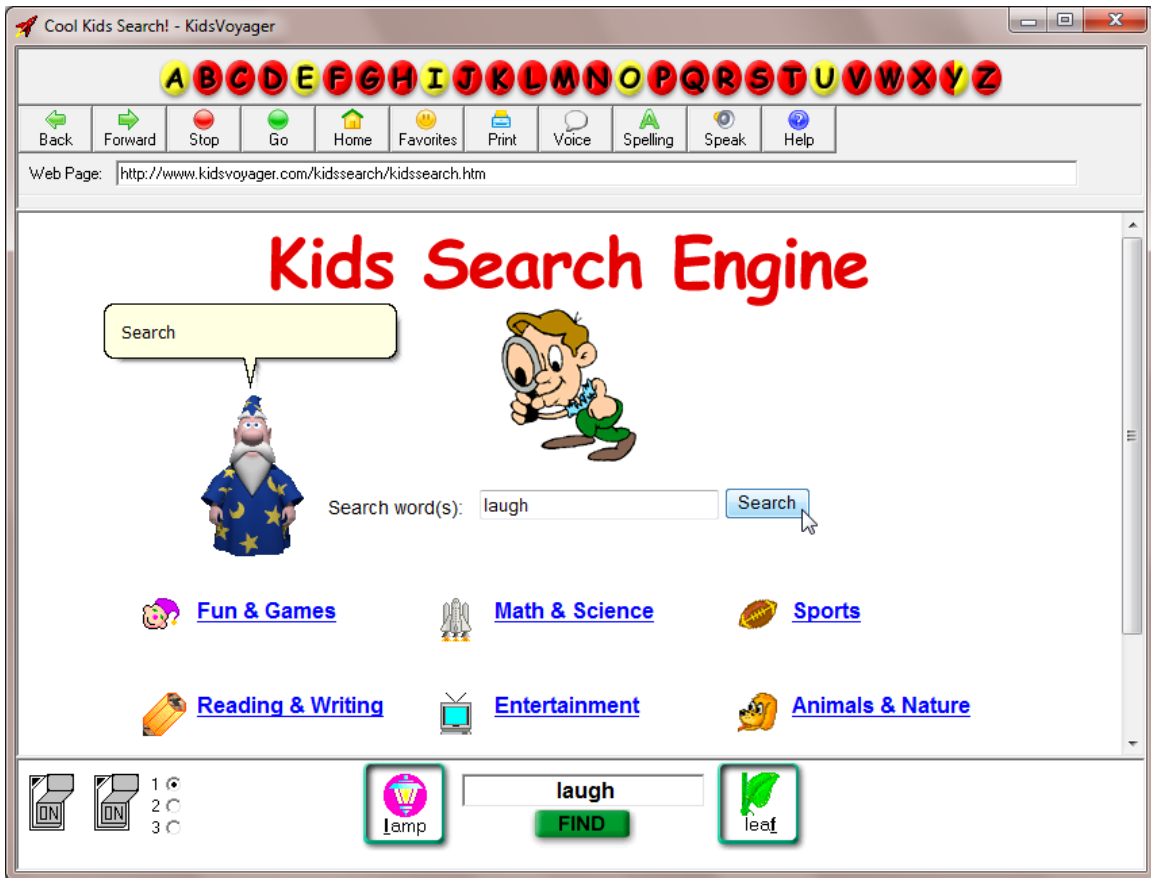 Cool Kids Search! - KidsVoyager
A B C D E F G H I J K L M N O P Q R S T U V W X Y Z
Back Forward Stop Go Home Favorites Print Voice Spelling Speak Help
Web Page: http://www.kidsvoyager.com/kidssearch/kidssearch.htm
Kids Search Engine
Search
Search word(s): laugh Search
Fun & Games Math & Science Sports
Reading & Writing Entertainment Animals & Nature
ON ON 1
2
3
lamp
laugh
FIND
leaf